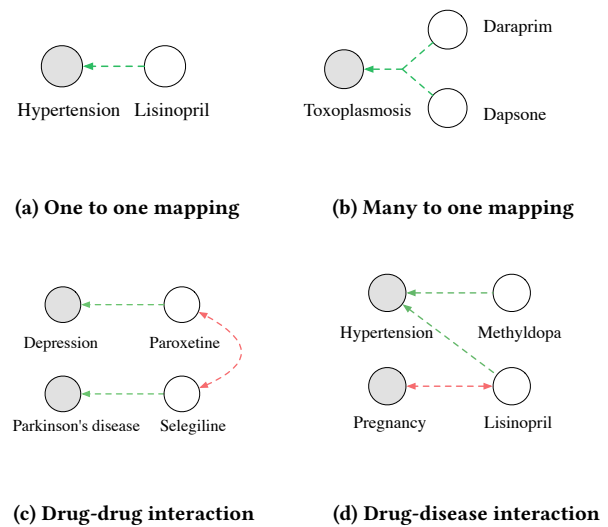 Hypertension Lisinopril
(a) One to one mapping
Daraprim
Toxoplasmosis
Dapsone
(b) Many to one mapping
Depression Paroxetine
Parkinson's disease Selegiline
(c) Drug-drug interaction
Hypertension Methyldopa
Pregnancy Lisinopril
(d) Drug-disease interaction